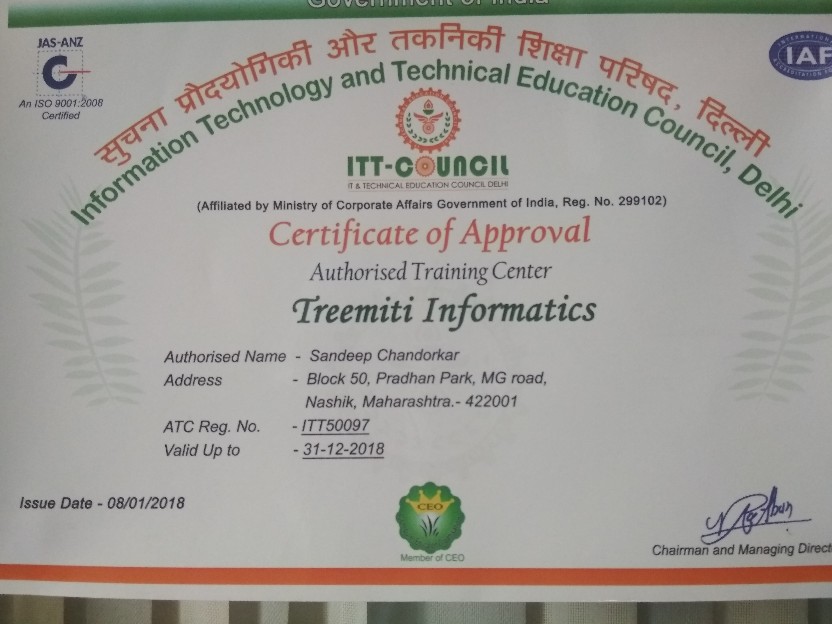 Government of India
JAS-ANZ
An ISO 9001:2008
Certified
IAF
सुचना प्रौदयोगिकी और तकनिकी शिक्षा परिषद, दिल्ली
Information Technology and Technical Education Council, Delhi
ITT-COUNCIL
IT & TECHNICAL EDUCATION COUNCIL DELHI
(Affiliated by Ministry of Corporate Affairs Government of India, Reg. No. 299102)
Certificate of Approval
Authorised Training Center
Treemiti Informatics
Authorised Name - Sandeep Chandorkar
Address - Block 50, Pradhan Park, MG road,
Nashik, Maharashtra.- 422001
ATC Reg. No. - ITT50097
Valid Up to - 31-12-2018
Issue Date - 08/01/2018
CEO
Member of CEO
Chairman and Managing Direct